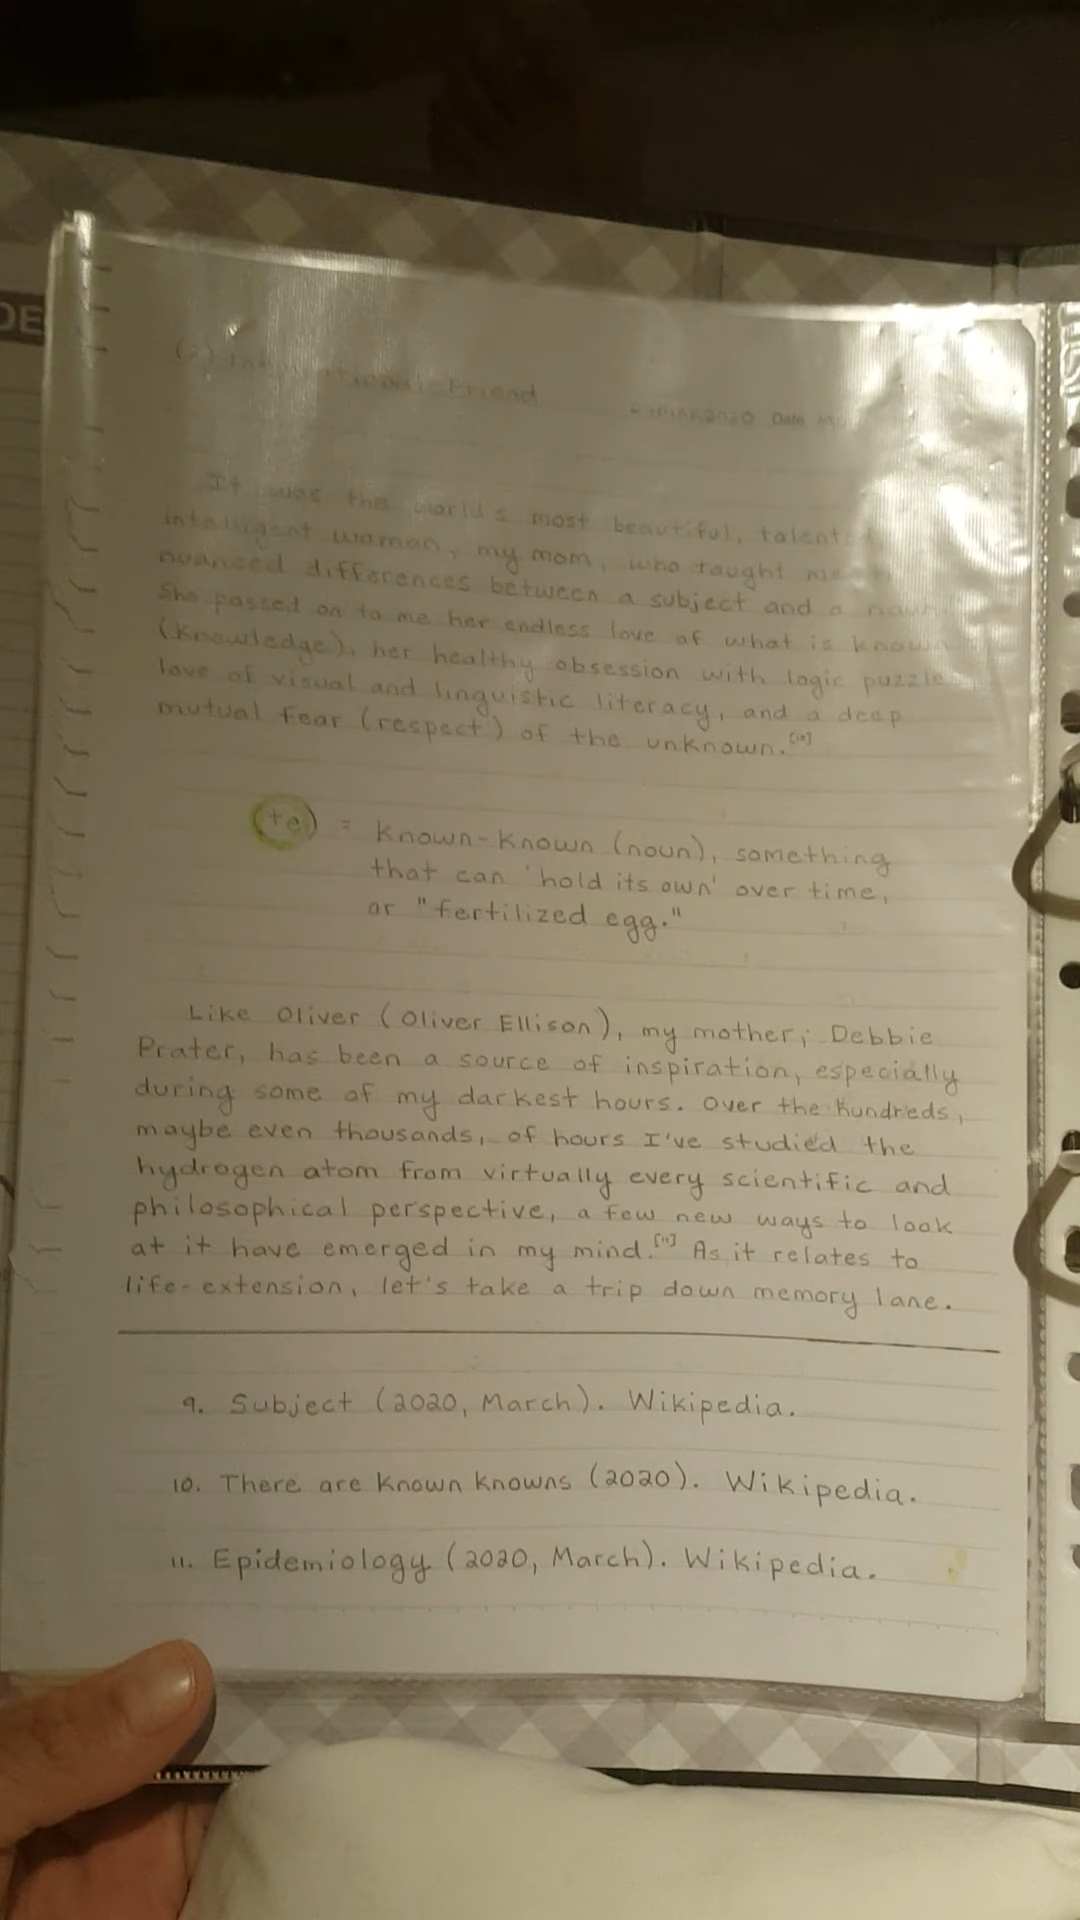 Friend
23MAR2020 Date
It was the world's most beautiful, talented
intelligent woman, my mom, who taught me
nuanced differences between a subject and a noun
She passed on to me her endless love of what is known
(knowledge), her healthy obsession with logic puzzle
love of visual and linguistic literacy, and a deep
mutual fear (respect) of the unknown.[10]
(+e) = Known-Known (noun), something
that can 'hold its own' over time,
or "fertilized egg."
Like Oliver (Oliver Ellison), my mother; Debbie
Prater, has been a source of inspiration, especially
during some of my darkest hours. Over the hundreds,
maybe even thousands, of hours I've studied the
hydrogen atom from virtually every scientific and
philosophical perspective, a few new ways to look
at it have emerged in my mind.[11] As it relates to
life-extension, let's take a trip down memory lane.
9. Subject (2020, March). Wikipedia.
10. There are Known Knowns (2020). Wikipedia.
11. Epidemiology (2020, March). Wikipedia.
DE